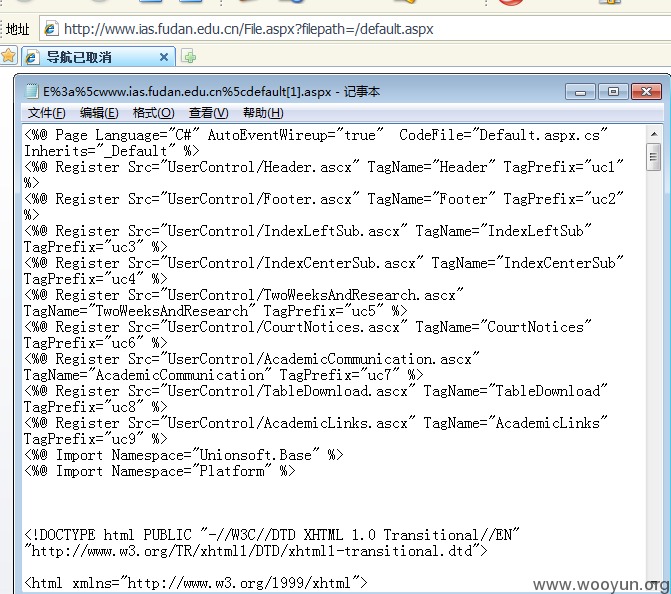 地址
http://www.ias.fudan.edu.cn/File.aspx?filepath=/default.aspx
导航已取消
E%3a%5cwww.ias.fudan.edu.cn%5cdefault[1].aspx - 记事本
文件(F) 编辑(E) 格式(O) 查看(V) 帮助(H)
<%@ Page Language="C#" AutoEventWireup="true"  CodeFile="Default.aspx.cs"
Inherits="_Default" %>
<%@ Register Src="UserControl/Header.ascx" TagName="Header" TagPrefix="uc1"
%>
<%@ Register Src="UserControl/Footer.ascx" TagName="Footer" TagPrefix="uc2"
%>
<%@ Register Src="UserControl/IndexLeftSub.ascx" TagName="IndexLeftSub"
TagPrefix="uc3" %>
<%@ Register Src="UserControl/IndexCenterSub.ascx" TagName="IndexCenterSub"
TagPrefix="uc4" %>
<%@ Register Src="UserControl/TwoWeeksAndResearch.ascx"
TagName="TwoWeeksAndResearch" TagPrefix="uc5" %>
<%@ Register Src="UserControl/CourtNotices.ascx" TagName="CourtNotices"
TagPrefix="uc6" %>
<%@ Register Src="UserControl/AcademicCommunication.ascx"
TagName="AcademicCommunication" TagPrefix="uc7" %>
<%@ Register Src="UserControl/TableDownload.ascx" TagName="TableDownload"
TagPrefix="uc8" %>
<%@ Register Src="UserControl/AcademicLinks.ascx" TagName="AcademicLinks"
TagPrefix="uc9" %>
<%@ Import Namespace="Unionsoft.Base" %>
<%@ Import Namespace="Platform" %>
<!DOCTYPE html PUBLIC "-//W3C//DTD XHTML 1.0 Transitional//EN"
"http://www.w3.org/TR/xhtml1/DTD/xhtml1-transitional.dtd">
<html xmlns="http://www.w3.org/1999/xhtml">
www.wooyun.org